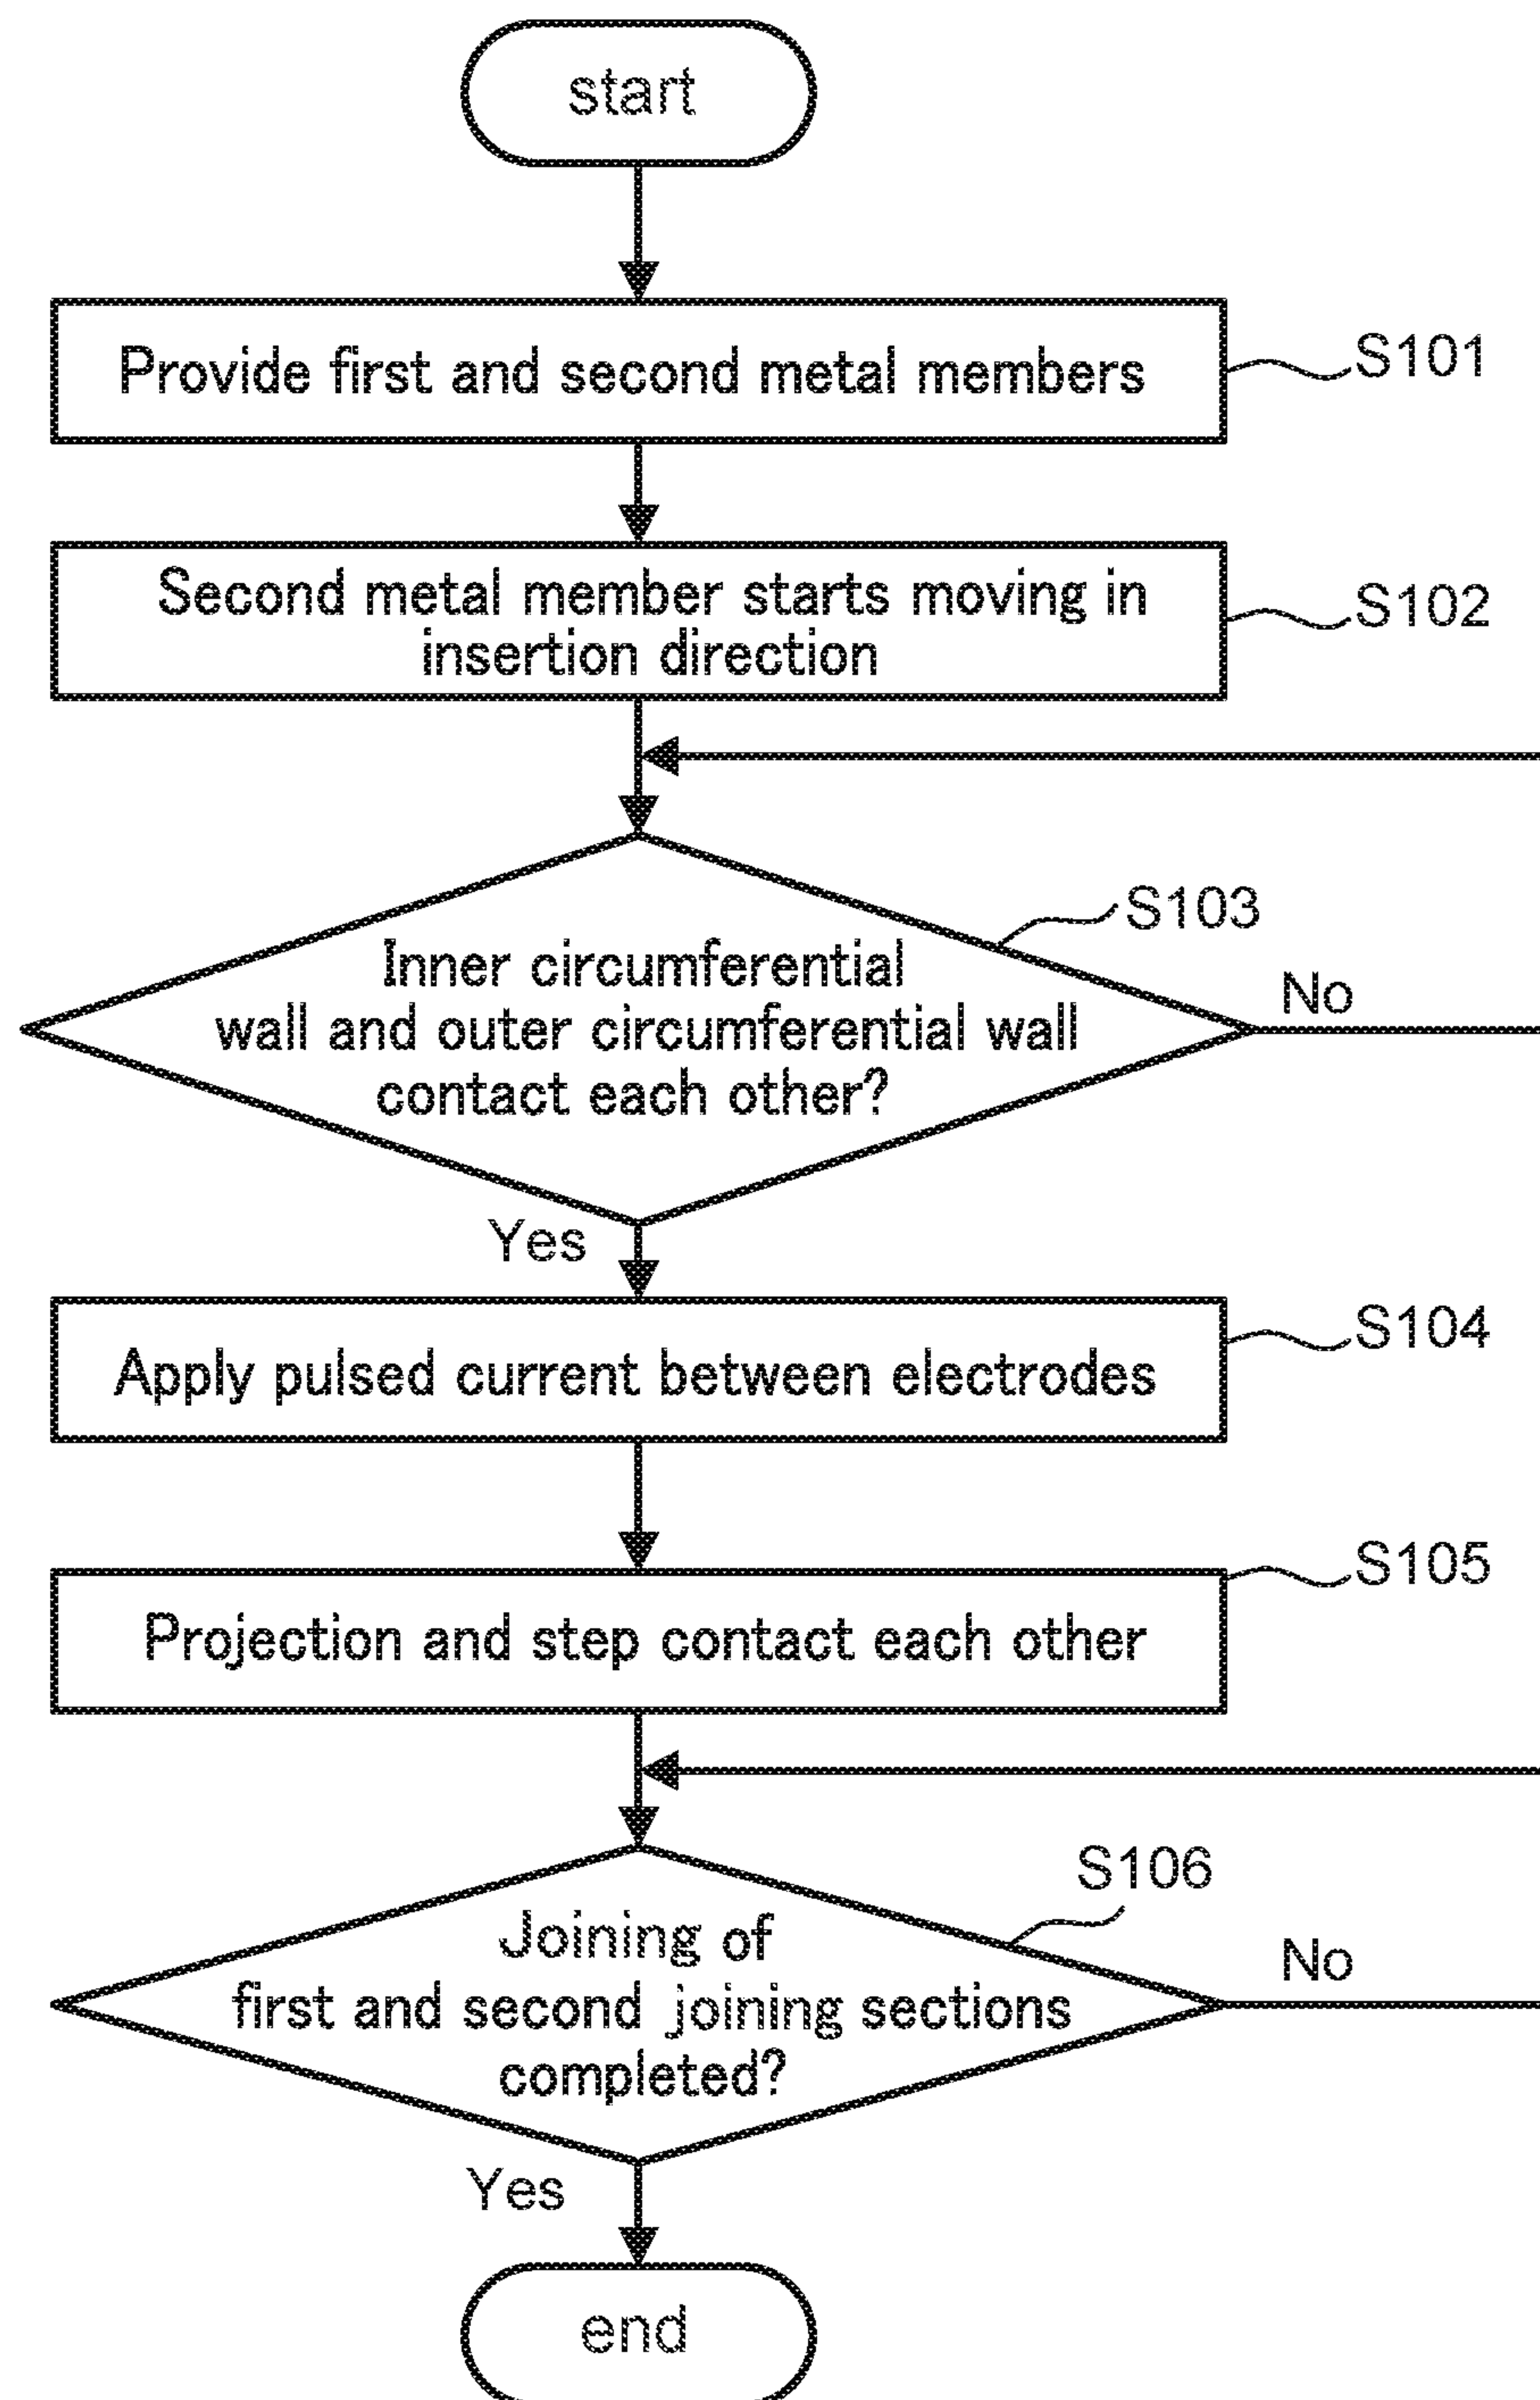 start
Provide first and second metal members
S101
Second metal member starts moving in
insertion direction
S102
S103
Inner circumferential
wall and outer circumferential wall
contact each other?
No
Yes
Apply pulsed current between electrodes
S104
Projection and step contact each other
S105
S106
Joining of
first and second joining sections
completed?
No
Yes
end